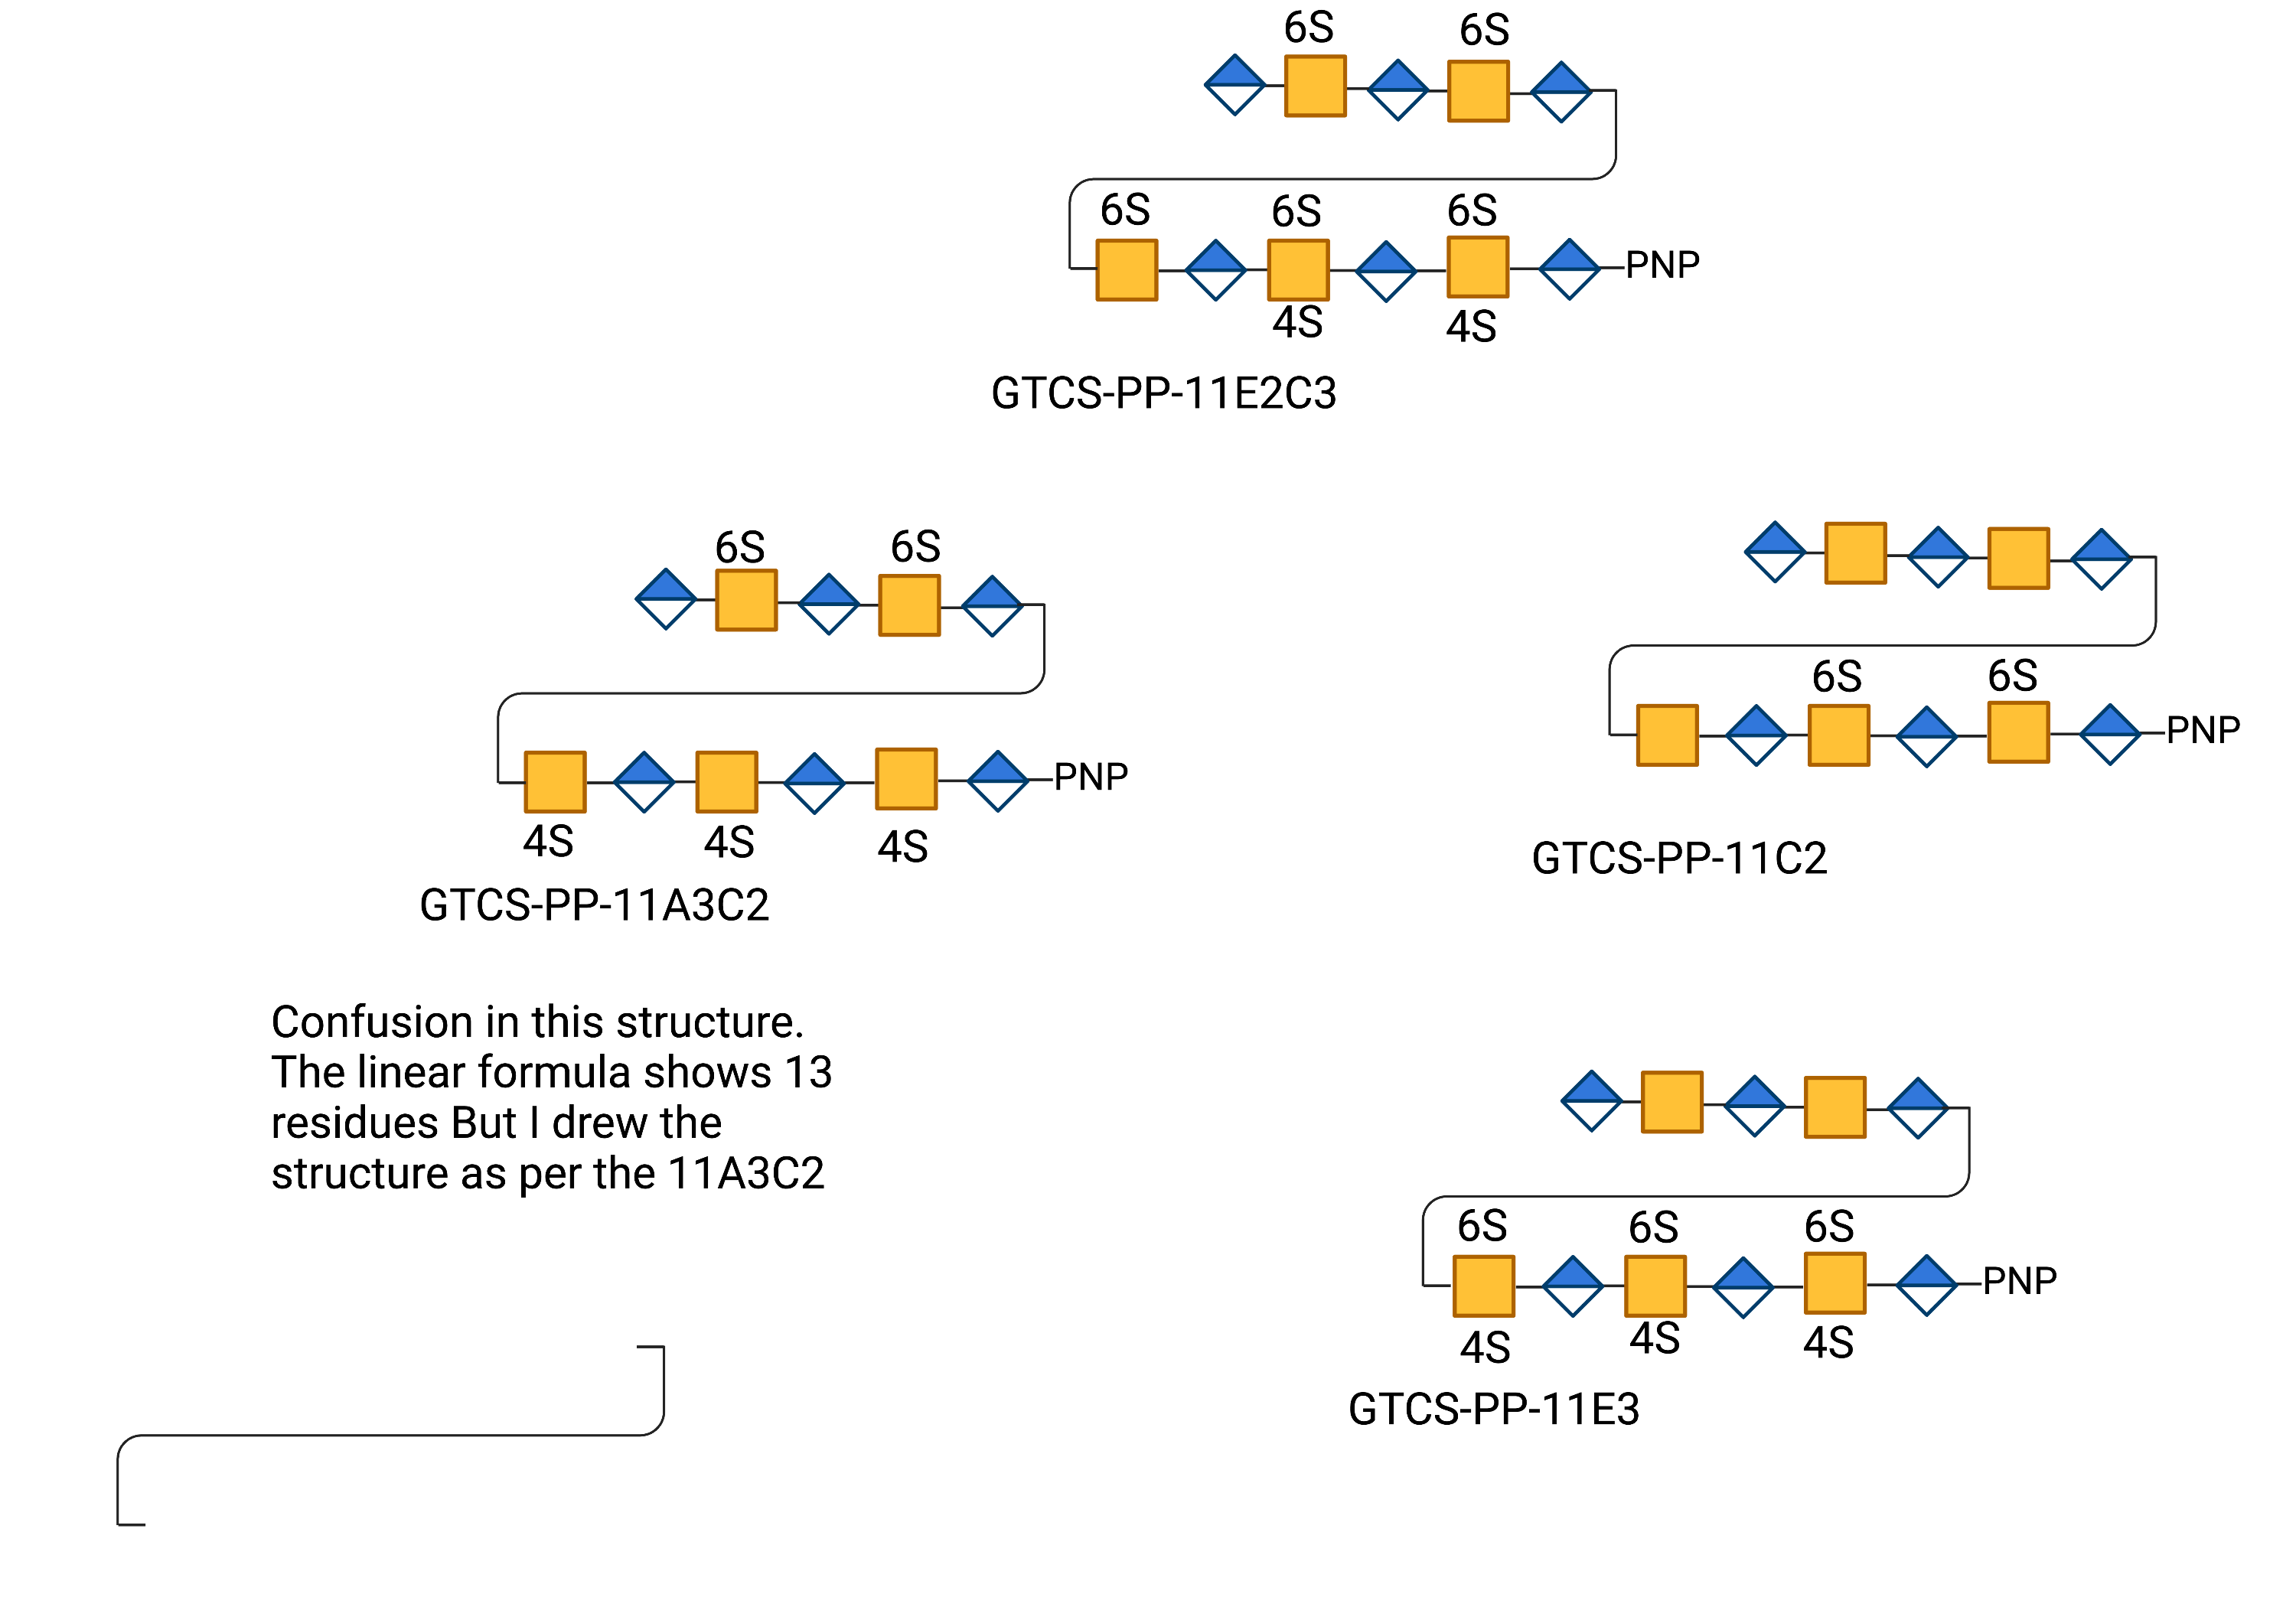 6S 6S
6S 6S 6S
PNP
4S 4S
GTCS-PP-11E2C3
6S 6S
PNP
4S 4S 4S
GTCS-PP-11A3C2
6S 6S
PNP
GTCS-PP-11C2
Confusion in this structure.
The linear formula shows 13
residues But I drew the
structure as per the 11A3C2
6S 6S 6S
PNP
4S 4S 4S
GTCS-PP-11E3